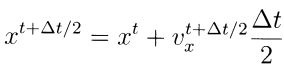 $x^{t+\Delta t/2} = x^t + v_x^{t+\Delta t/2} \frac{\Delta t}{2}$